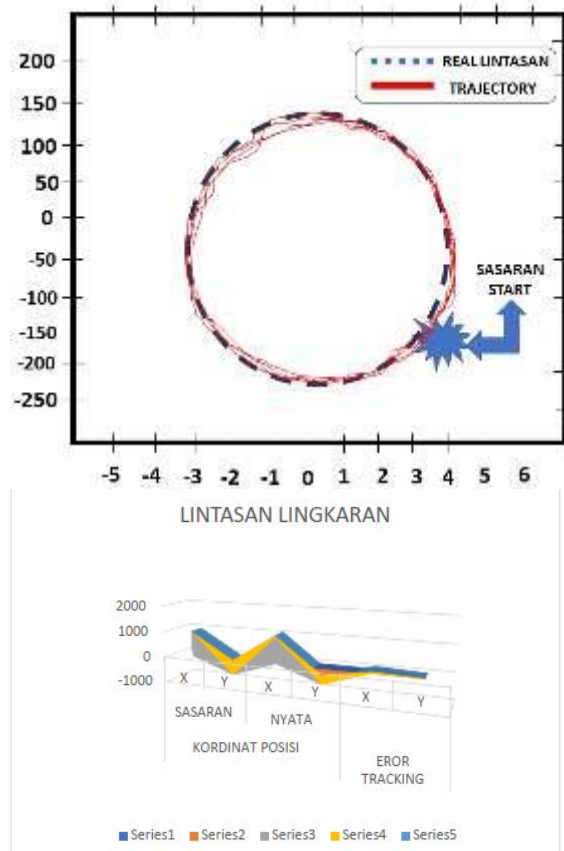 200
REAL LINTASAN
TRAJECTORY
150
100
50
0
-50
SASARAN
START
-100
-150
-200
-250
-5 -4 -3 -2 -1 0 1 2 3 4 5 6
LINTASAN LINGKARAN
2000
1000
0
-1000
X Y X Y X Y
SASARAN NYATA
KORDINAT POSISI EROR
TRACKING
Series1 Series2 Series3 Series4 Series5